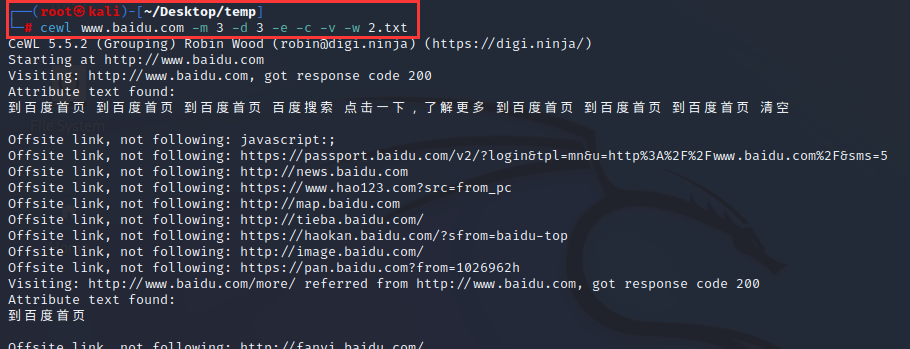 ┌──(root㉿kali)-[~/Desktop/temp]
└─# cewl www.baidu.com -m 3 -d 3 -e -c -v -w 2.txt
CeWL 5.5.2 (Grouping) Robin Wood (robin@digi.ninja) (https://digi.ninja/)
Starting at http://www.baidu.com
Visiting: http://www.baidu.com, got response code 200
Attribute text found:
到百度首页 到百度首页 到百度首页 百度搜索 点击一下，了解更多 到百度首页 到百度首页 到百度首页 清空
Offsite link, not following: javascript:;
Offsite link, not following: https://passport.baidu.com/v2/?login&tpl=mn&u=http%3A%2F%2Fwww.baidu.com%2F&sms=5
Offsite link, not following: http://news.baidu.com
Offsite link, not following: https://www.hao123.com?src=from_pc
Offsite link, not following: http://map.baidu.com
Offsite link, not following: http://tieba.baidu.com/
Offsite link, not following: https://haokan.baidu.com/?sfrom=baidu-top
Offsite link, not following: http://image.baidu.com/
Offsite link, not following: https://pan.baidu.com?from=1026962h
Visiting: http://www.baidu.com/more/ referred from http://www.baidu.com, got response code 200
Attribute text found:
到百度首页
Offsite link, not following: http://fanyi.baidu.com/